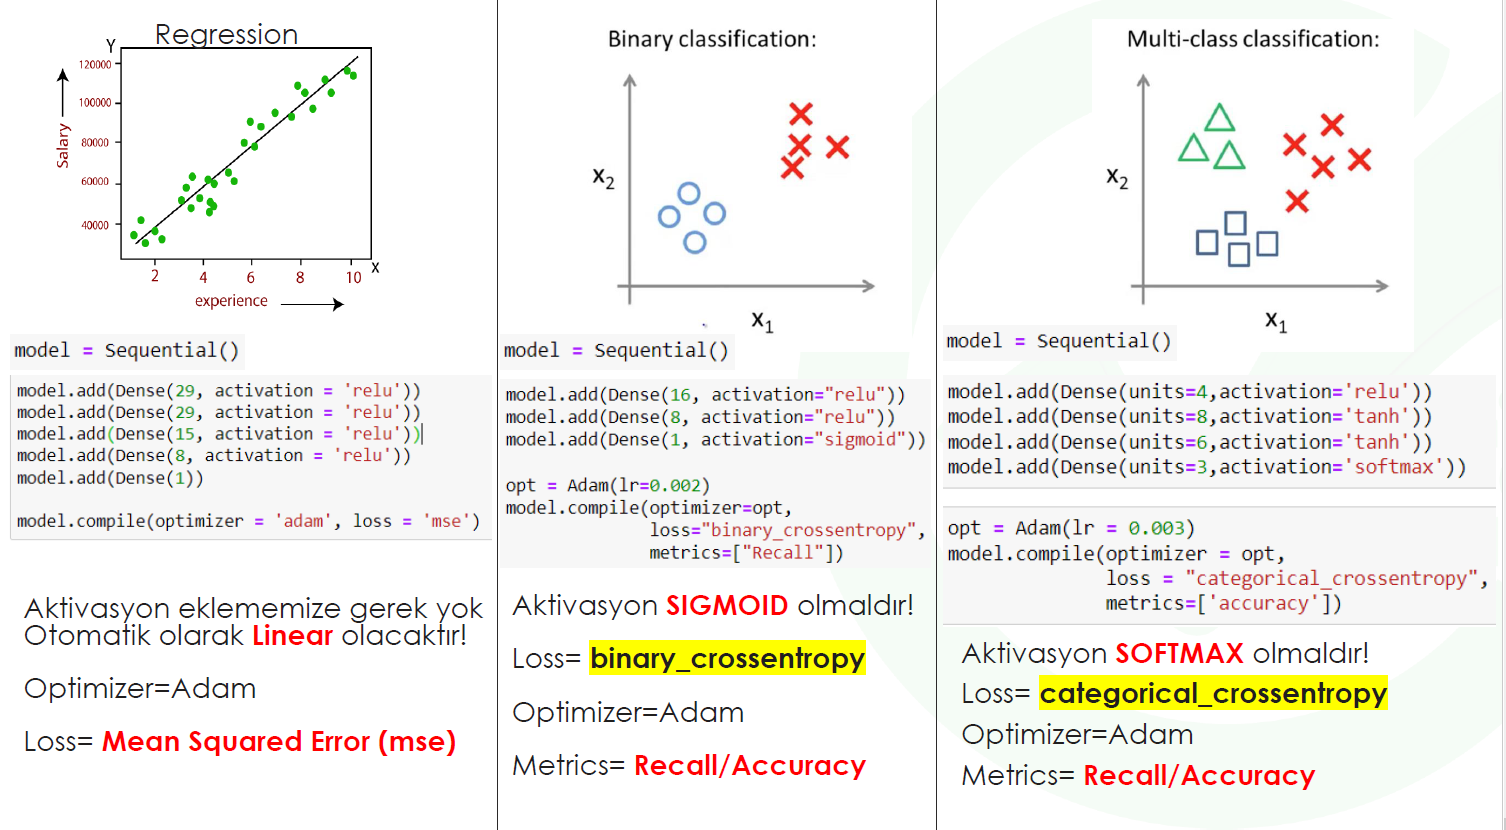 Regression
Y
120000
100000
80000
60000
40000
Salary
2 4 6 8 10 X
experience
model = Sequential()
model.add(Dense(29, activation = 'relu'))
model.add(Dense(29, activation = 'relu'))
model.add(Dense(15, activation = 'relu'))
model.add(Dense(8, activation = 'relu'))
model.add(Dense(1))
model.compile(optimizer = 'adam', loss = 'mse')
Aktivasyon eklememize gerek yok
Otomatik olarak Linear olacaktır!
Optimizer=Adam
Loss= Mean Squared Error (mse)
Binary classification:
x2
x1
model = Sequential()
model.add(Dense(16, activation="relu"))
model.add(Dense(8, activation="relu"))
model.add(Dense(1, activation="sigmoid"))
opt = Adam(lr=0.002)
model.compile(optimizer=opt,
loss="binary_crossentropy",
metrics=["Recall"])
Aktivasyon SIGMOID olmaldır!
Loss= binary_crossentropy
Optimizer=Adam
Metrics= Recall/Accuracy
Multi-class classification:
x2
x1
model = Sequential()
model.add(Dense(units=4,activation='relu'))
model.add(Dense(units=8,activation='tanh'))
model.add(Dense(units=6,activation='tanh'))
model.add(Dense(units=3,activation='softmax'))
opt = Adam(lr = 0.003)
model.compile(optimizer = opt,
loss = "categorical_crossentropy",
metrics=['accuracy'])
Aktivasyon SOFTMAX olmaldır!
Loss= categorical_crossentropy
Optimizer=Adam
Metrics= Recall/Accuracy